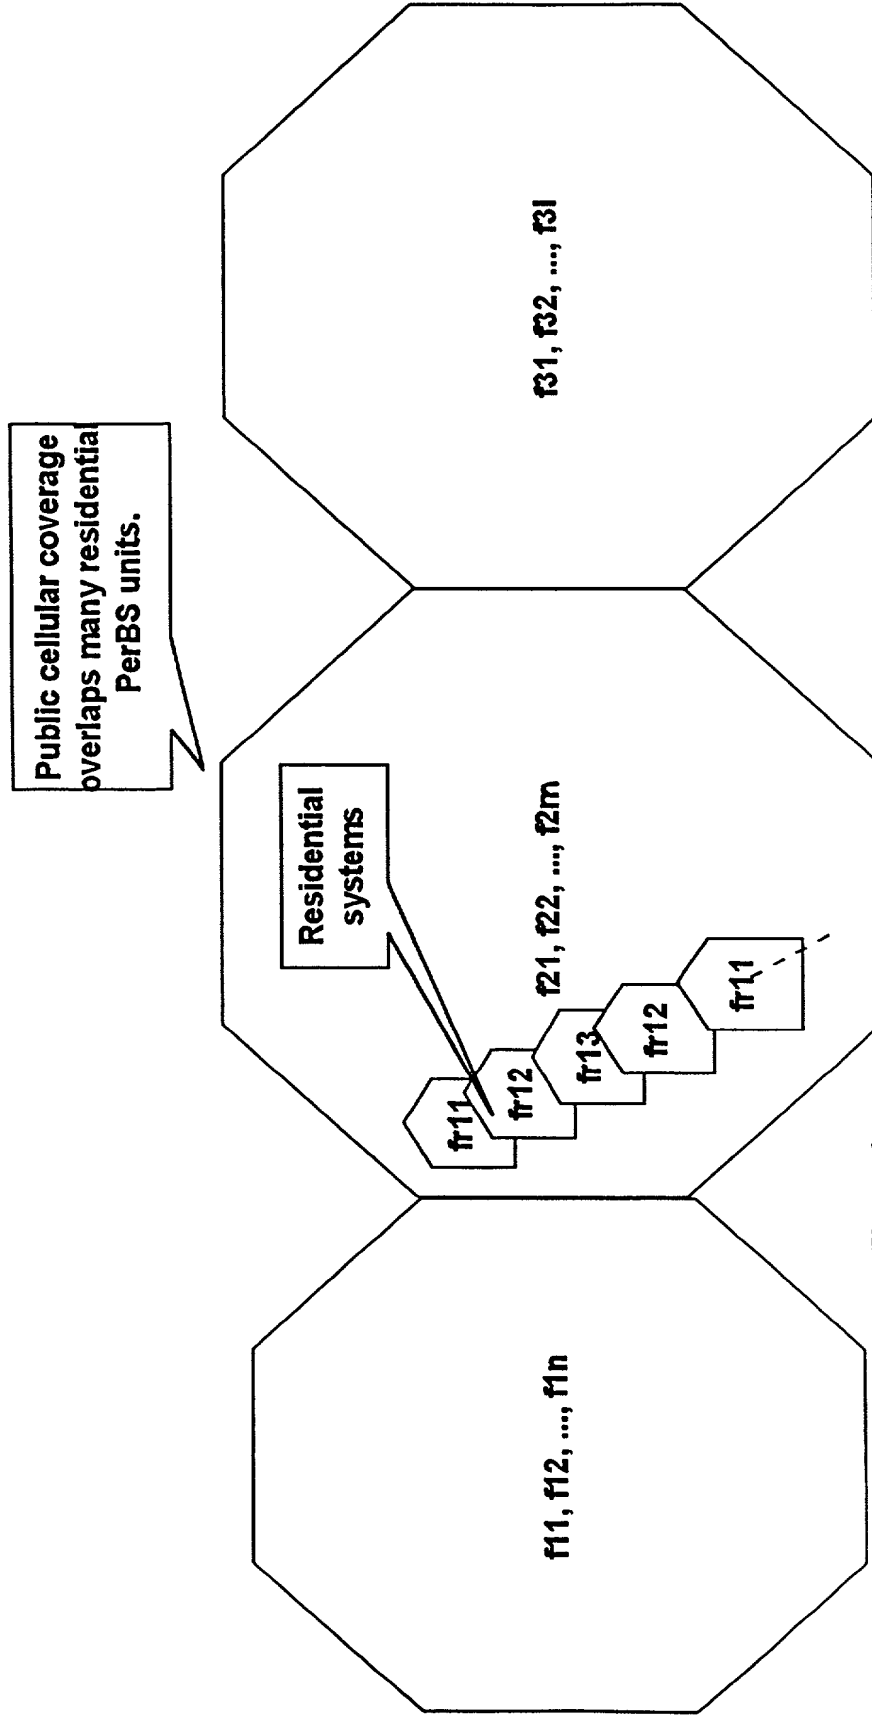 Public cellular coverage
overlaps many residential
PerBS units.
Residential
systems
f11, f12, ..., f1n
f21, f22, ..., f2m
f31, f32, ..., f3l
fr11
fr12
fr13
fr12
fr11